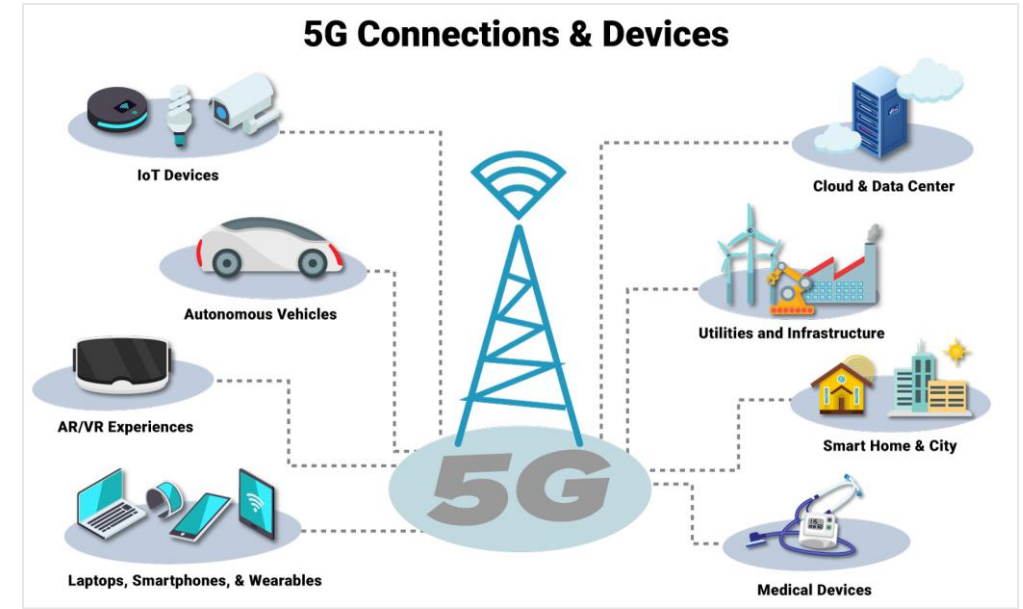 5G Connections & Devices
IoT Devices
Cloud & Data Center
Autonomous Vehicles
Utilities and Infrastructure
AR/VR Experiences
Smart Home & City
5G
Laptops, Smartphones, & Wearables
Medical Devices